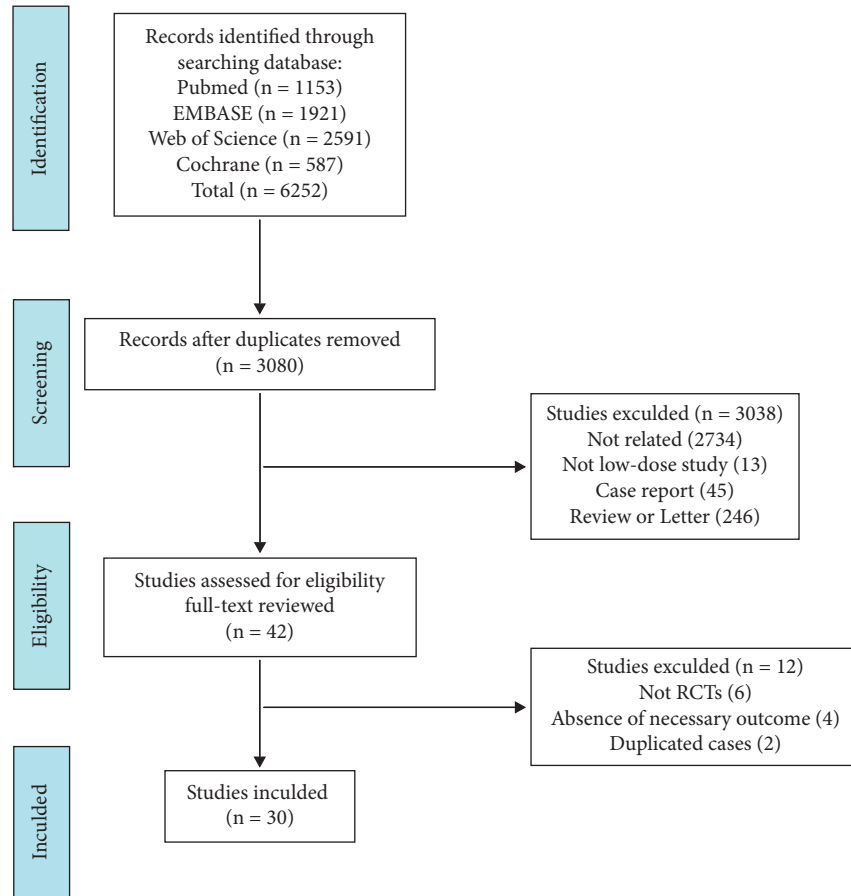 Identification
Records identified through
searching database:
Pubmed (n = 1153)
EMBASE (n = 1921)
Web of Science (n = 2591)
Cochrane (n = 587)
Total (n = 6252)
Screening
Records after duplicates removed
(n = 3080)
Studies exculded (n = 3038)
Not related (2734)
Not low-dose study (13)
Case report (45)
Review or Letter (246)
Eligibility
Studies assessed for eligibility
full-text reviewed
(n = 42)
Studies exculded (n = 12)
Not RCTs (6)
Absence of necessary outcome (4)
Duplicated cases (2)
Inculded
Studies inculded
(n = 30)